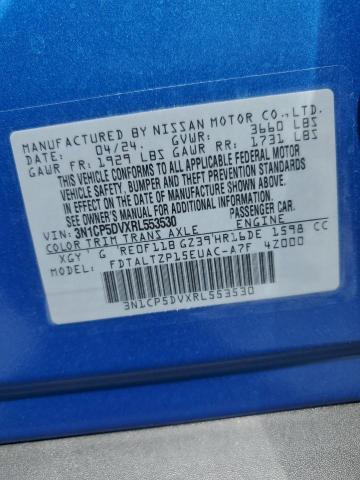 MANUFACTURED BY NISSAN MOTOR CO., LTD.
DATE: 04/24, GVWR: 3660 LBS
GAWR FR: 1929 LBS GAWR RR: 1731 LBS
THIS VEHICLE CONFORMS TO ALL APPLICABLE FEDERAL MOTOR
VEHICLE SAFETY, BUMPER AND THEFT PREVENTION STANDARDS
IN EFFECT ON THE DATE OF MANUFACTURE SHOWN ABOVE.
SEE OWNERS MANUAL FOR ADDITIONAL INFORMATION.
VIN: 3N1CP5DVXRL553530 PASSENGER CAR
COLOR TRIM TRANS AXLE ENGINE
XGY G RE0F11B GZ39 HR16DE 1598 CC
MODEL: FDTALTZP15EUAC-A7F 4Z000
3N1CP5DVXRL553530